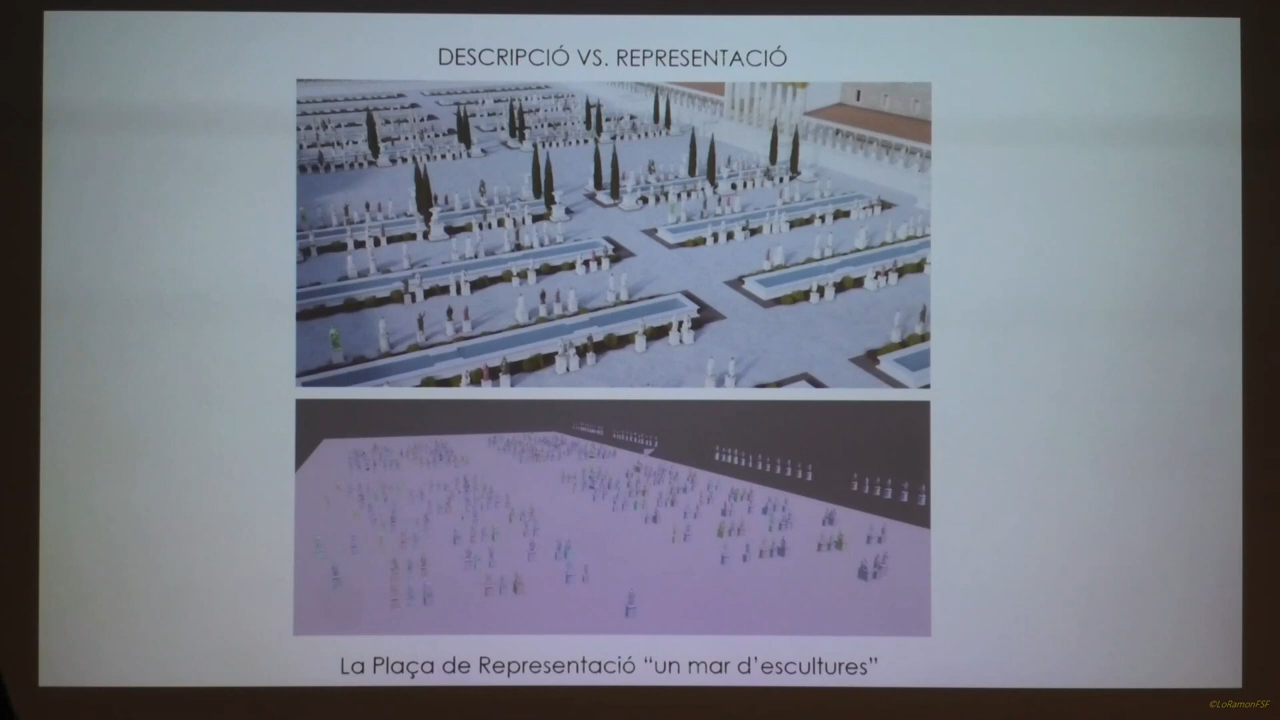 DESCRIPCIÓ VS. REPRESENTACIÓ
La Plaça de Representació “un mar d’escultures”
©LoRamonFSF